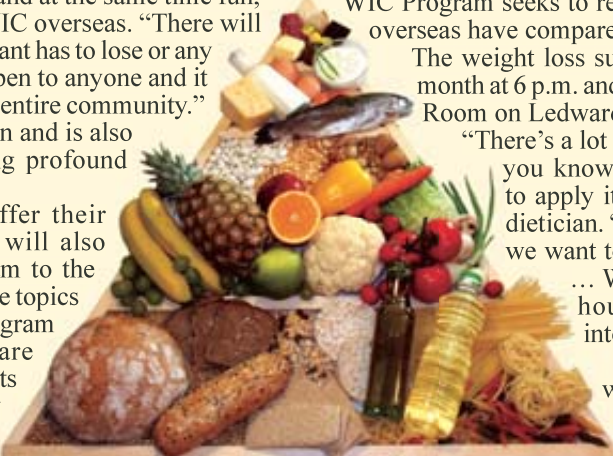 and at the same time fun,
IC overseas. “There will
ant has to lose or any
pen to anyone and it
entire community.”
n and is also
g profound
ffer their
will also
m to the
e topics
gram
are
ts
WIC Program seeks to re
overseas have compare
The weight loss su
month at 6 p.m. and
Room on Ledward
“There’s a lot
you know
to apply it
dietician. “
we want to
… W
hou
inte
w